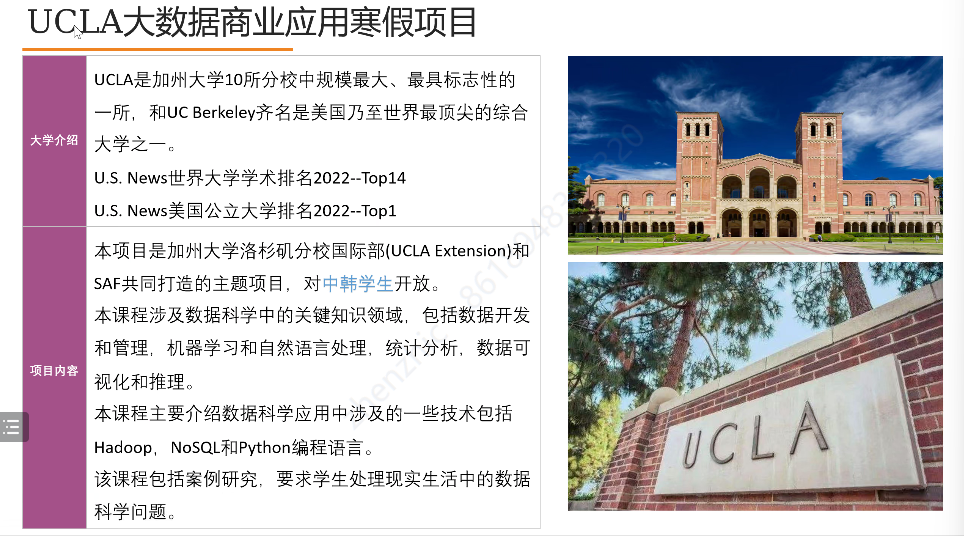 UCLA大数据商业应用寒假项目
大学介绍
UCLA是加州大学10所分校中规模最大、最具标志性的
一所，和UC Berkeley齐名是美国乃至世界最顶尖的综合
大学之一。
U.S. News世界大学学术排名2022--Top14
U.S. News美国公立大学排名2022--Top1
项目内容
本项目是加州大学洛杉矶分校国际部(UCLA Extension)和
SAF共同打造的主题项目，对中韩学生开放。
本课程涉及数据科学中的关键知识领域，包括数据开发
和管理，机器学习和自然语言处理，统计分析，数据可
视化和推理。
本课程主要介绍数据科学应用中涉及的一些技术包括
Hadoop，NoSQL和Python编程语言。
该课程包括案例研究，要求学生处理现实生活中的数据
科学问题。
UCLA